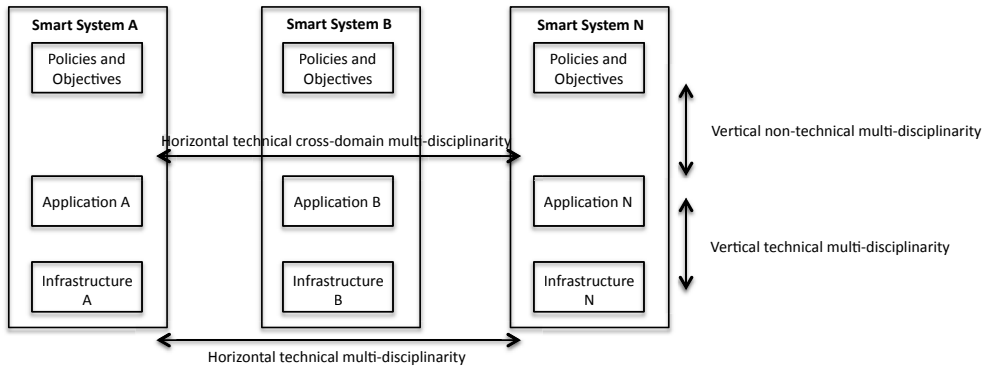 Smart System A
Smart System B
Smart System N
Policies and
Objectives
Policies and
Objectives
Policies and
Objectives
Vertical non-technical multi-disciplinarity
Horizontal technical cross-domain multi-disciplinarity
Application A
Application B
Application N
Vertical technical multi-disciplinarity
Infrastructure
A
Infrastructure
B
Infrastructure
N
Horizontal technical multi-disciplinarity